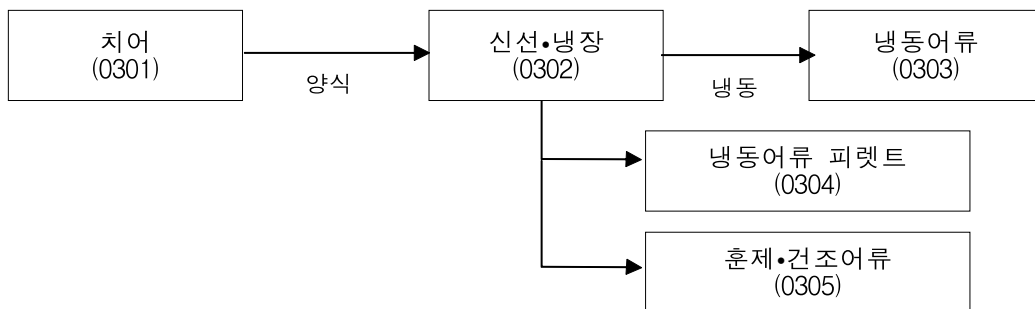 치어
(0301)
양식
신선•냉장
(0302)
냉동
냉동어류
(0303)
냉동어류 피렛트
(0304)
훈제•건조어류
(0305)